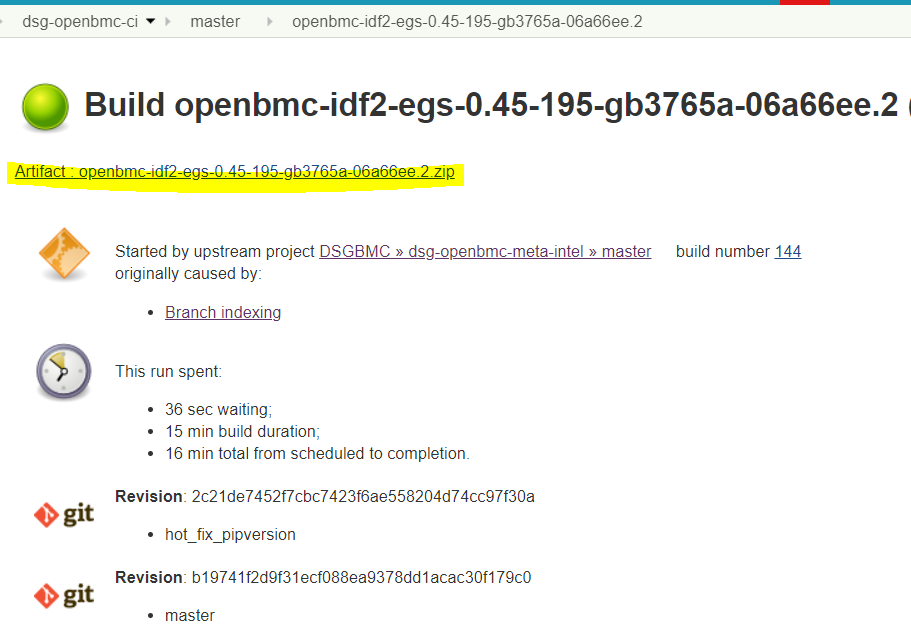 dsg-openbmc-ci master openbmc-idf2-egs-0.45-195-gb3765a-06a66ee.2
Build openbmc-idf2-egs-0.45-195-gb3765a-06a66ee.2 (
Artifact : openbmc-idf2-egs-0.45-195-gb3765a-06a66ee.2.zip
Started by upstream project DSGBMC » dsg-openbmc-meta-intel » master build number 144
originally caused by:
• Branch indexing
This run spent:
• 36 sec waiting;
• 15 min build duration;
• 16 min total from scheduled to completion.
Revision: 2c21de7452f7cbc7423f6ae558204d74cc97f30a
git
• hot_fix_pipversion
Revision: b19741f2d9f31ecf088ea9378dd1acac30f179c0
git
• master